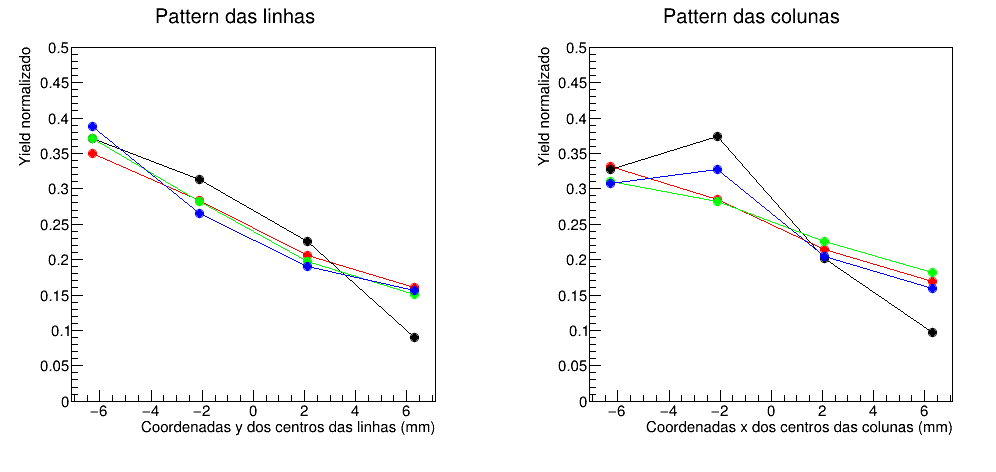 Pattern das linhas
Yield normalizado
0.5
0.45
0.4
0.35
0.3
0.25
0.2
0.15
0.1
0.05
0
−6 −4 −2 0 2 4 6
Coordenadas y dos centros das linhas (mm)
Pattern das colunas
Yield normalizado
0.5
0.45
0.4
0.35
0.3
0.25
0.2
0.15
0.1
0.05
0
−6 −4 −2 0 2 4 6
Coordenadas x dos centros das colunas (mm)